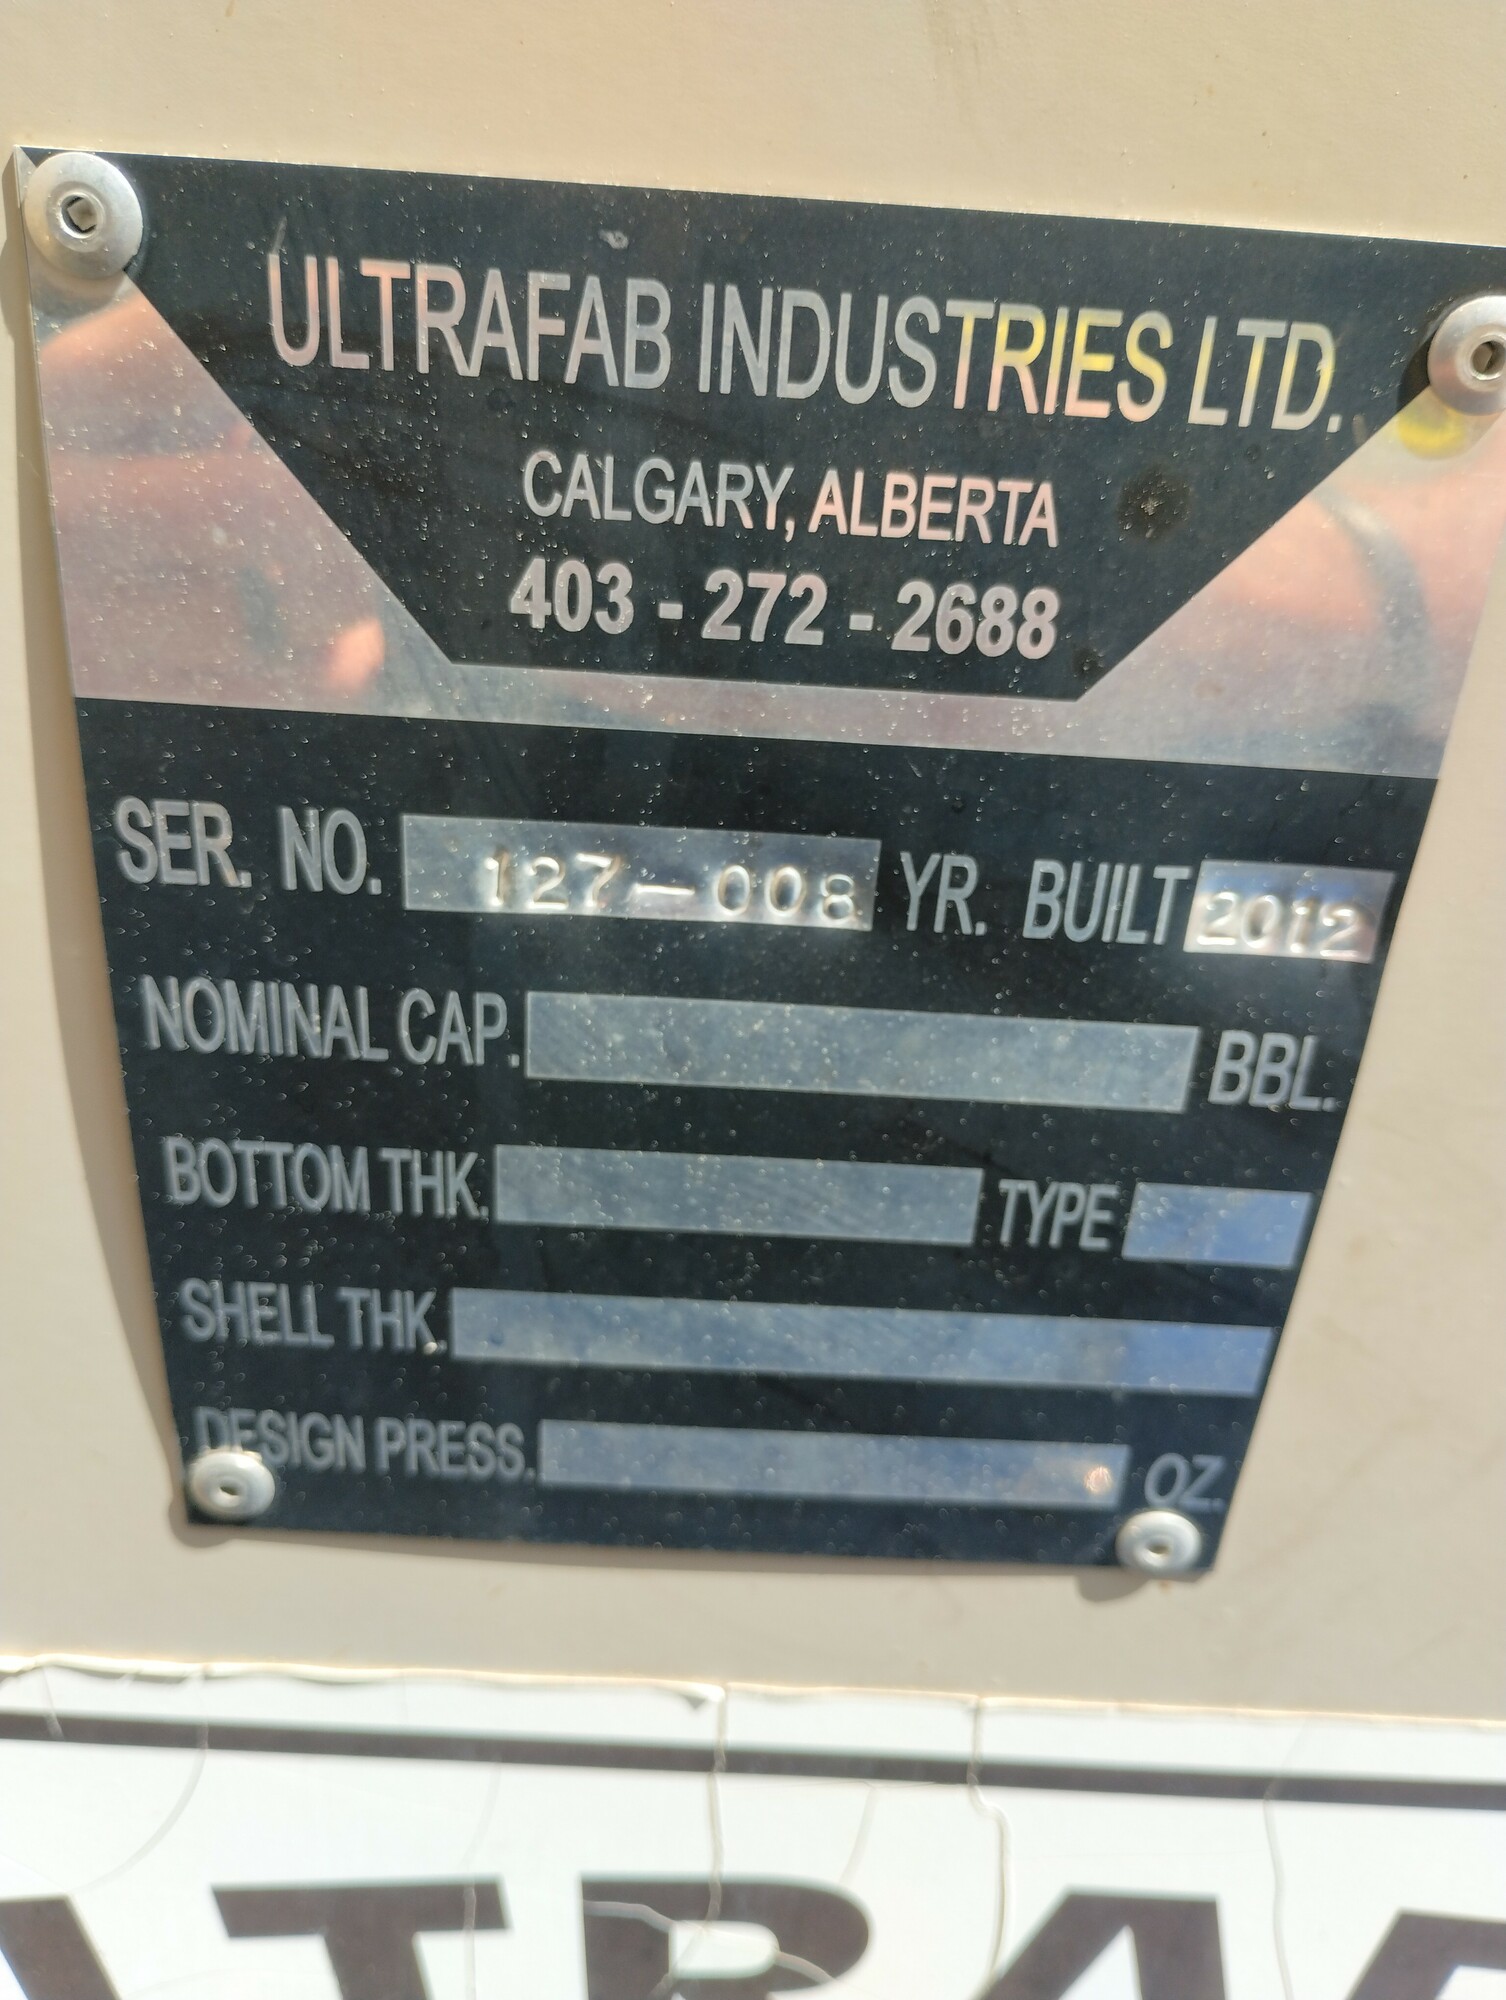 ULTRAFAB INDUSTRIES LTD.
CALGARY, ALBERTA
403 - 272 - 2688
SER. NO. 127-008 YR. BUILT 2012
NOMINAL CAP. BBL.
BOTTOM THK. TYPE
SHELL THK.
DESIGN PRESS. OZ.